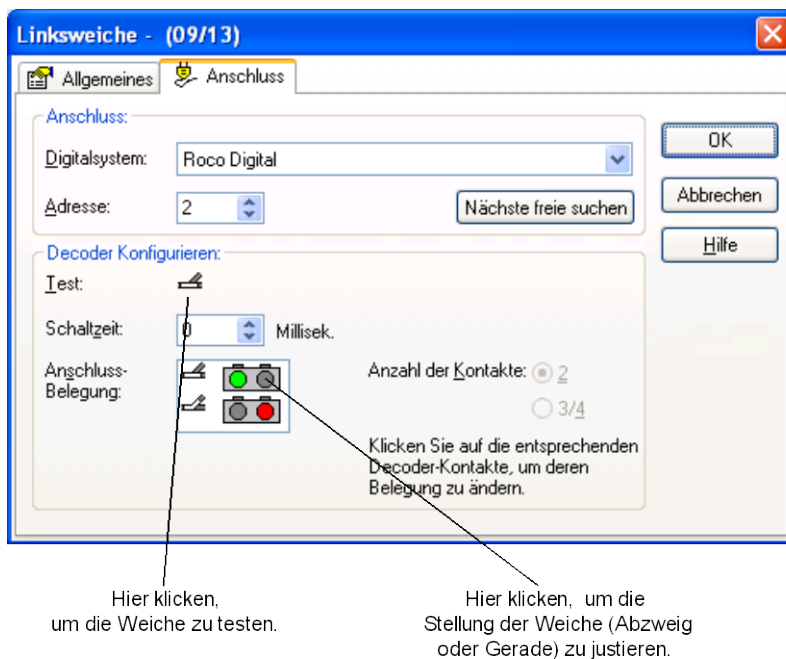 Linksweiche - (09/13)
Allgemeines
Anschluss
Anschluss:
Digitalsystem:
Roco Digital
OK
Adresse:
2
Nächste freie suchen
Abbrechen
Decoder Konfigurieren:
Hilfe
Test:
Schaltzeit:
0
Millisek.
Anschluss-
Belegung:
Anzahl der Kontakte:
2
3/4
Klicken Sie auf die entsprechenden
Decoder-Kontakte, um deren
Belegung zu ändern.
Hier klicken,
um die Weiche zu testen.
Hier klicken, um die
Stellung der Weiche (Abzweig
oder Gerade) zu justieren.